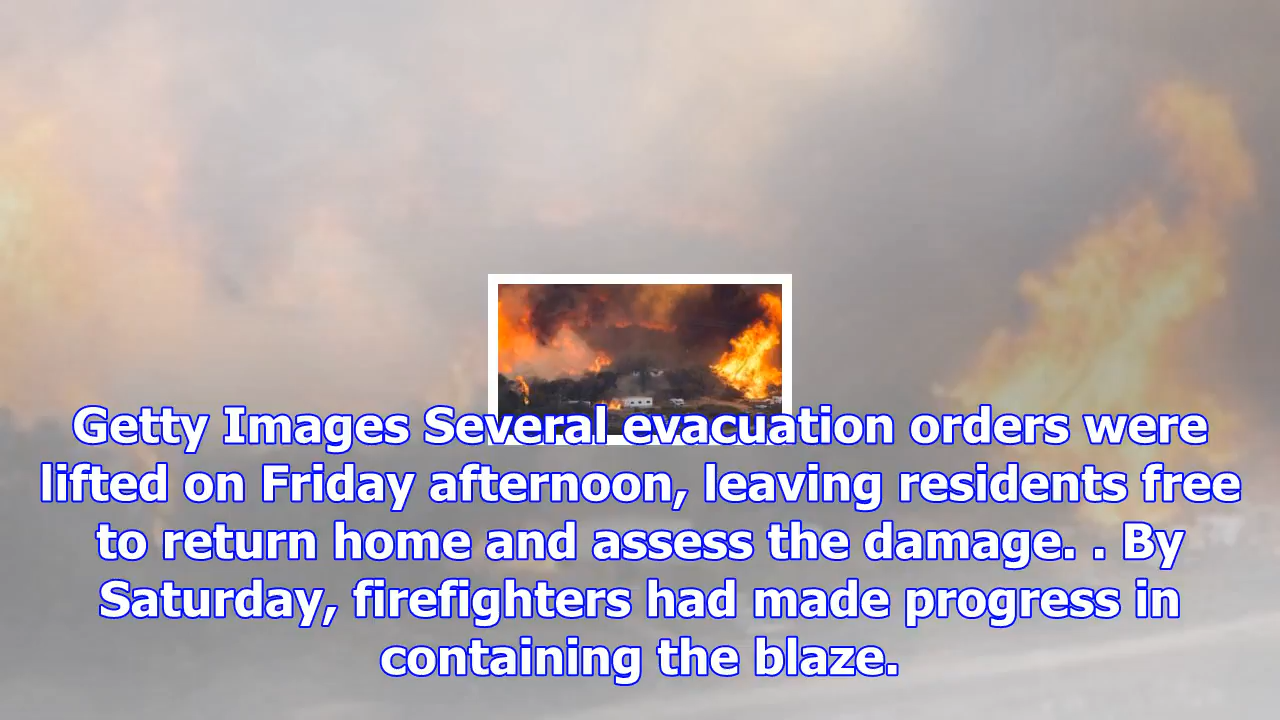 Getty Images Several evacuation orders were
lifted on Friday afternoon, leaving residents free
to return home and assess the damage. . By
Saturday, firefighters had made progress in
containing the blaze.